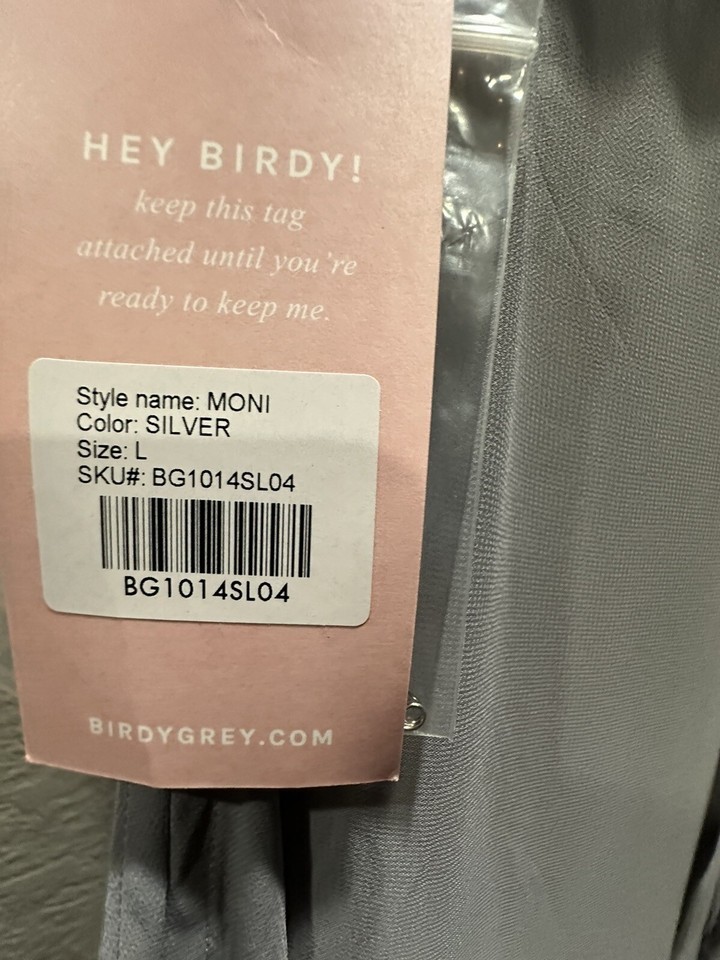 HEY BIRDY!
keep this tag
attached until you're
ready to keep me.
Style name: MONI
Color: SILVER
Size: L
SKU#: BG1014SL04
BG1014SL04
BIRDYGREY.COM